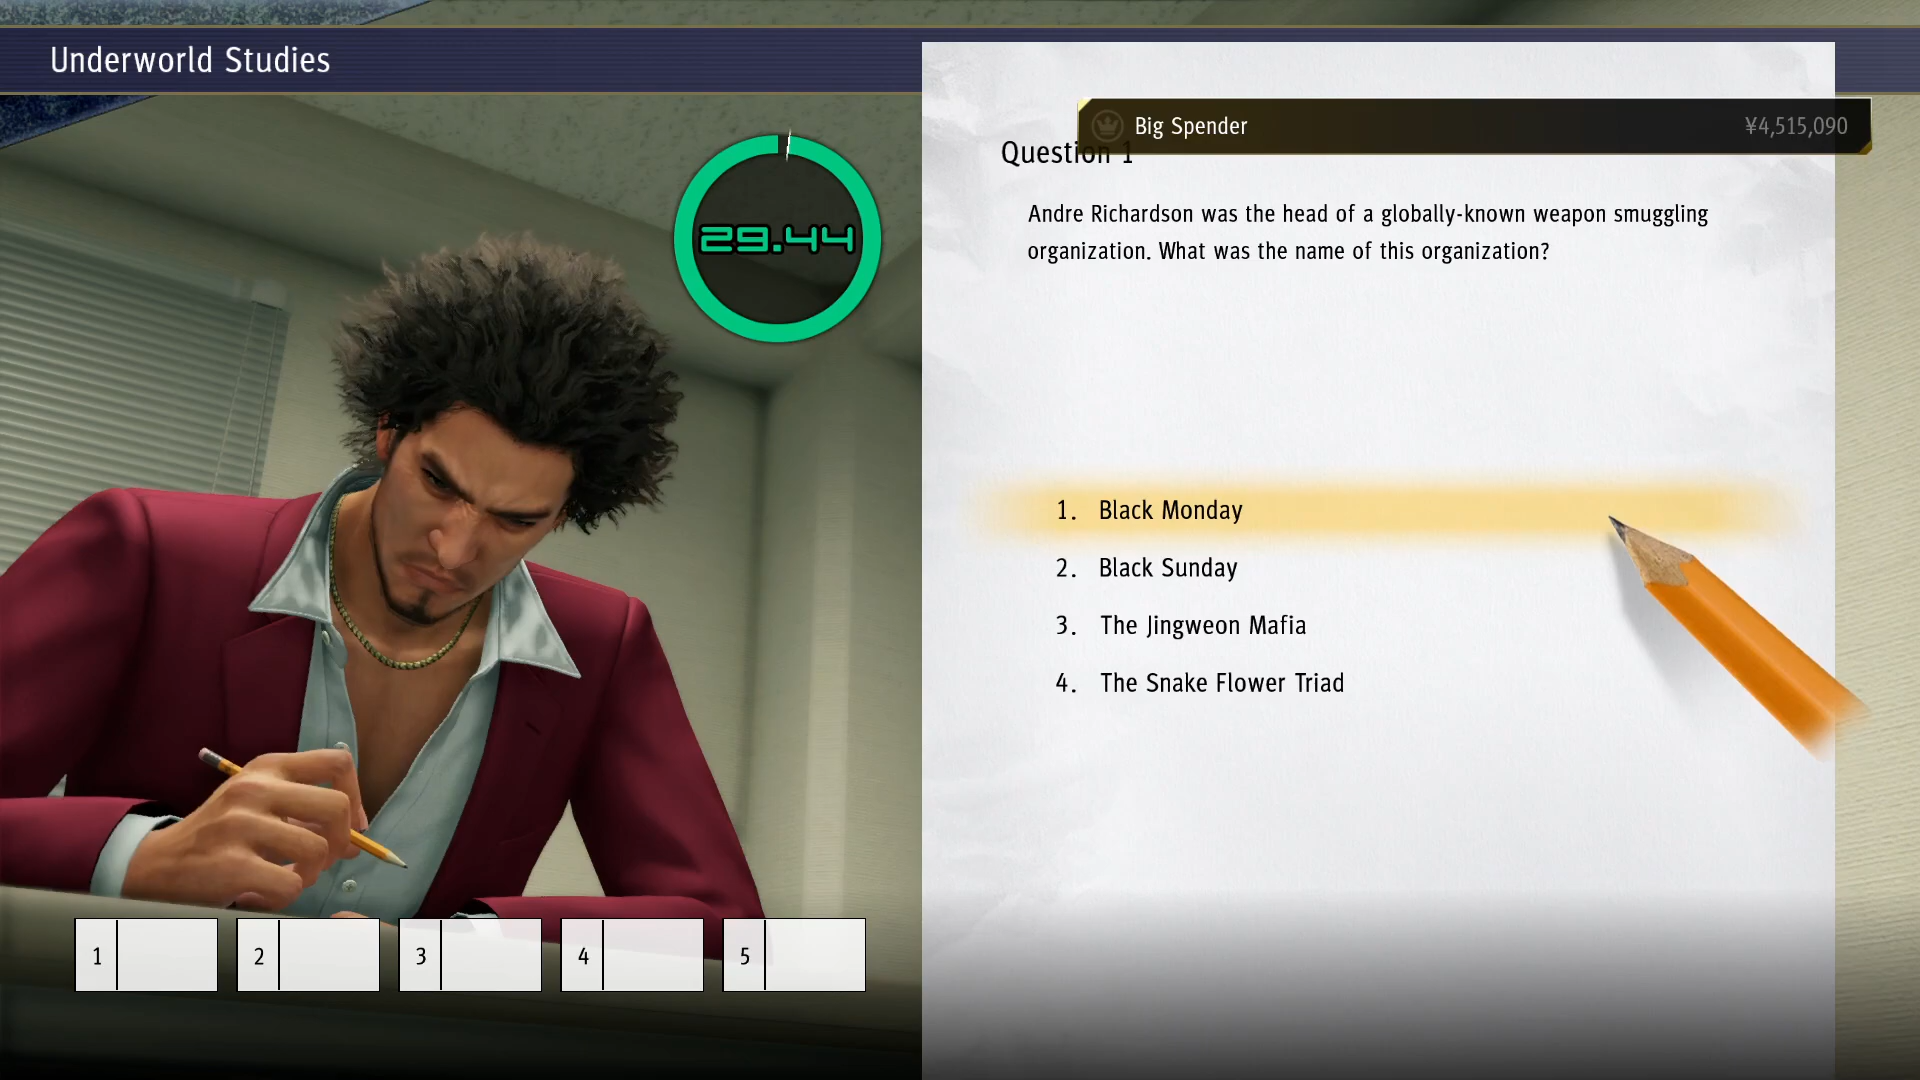 Underworld Studies
Big Spender ¥4,515,090
Question 1
Andre Richardson was the head of a globally-known weapon smuggling
organization. What was the name of this organization?
29.44
1. Black Monday
2. Black Sunday
3. The Jingweon Mafia
4. The Snake Flower Triad
1 2 3 4 5